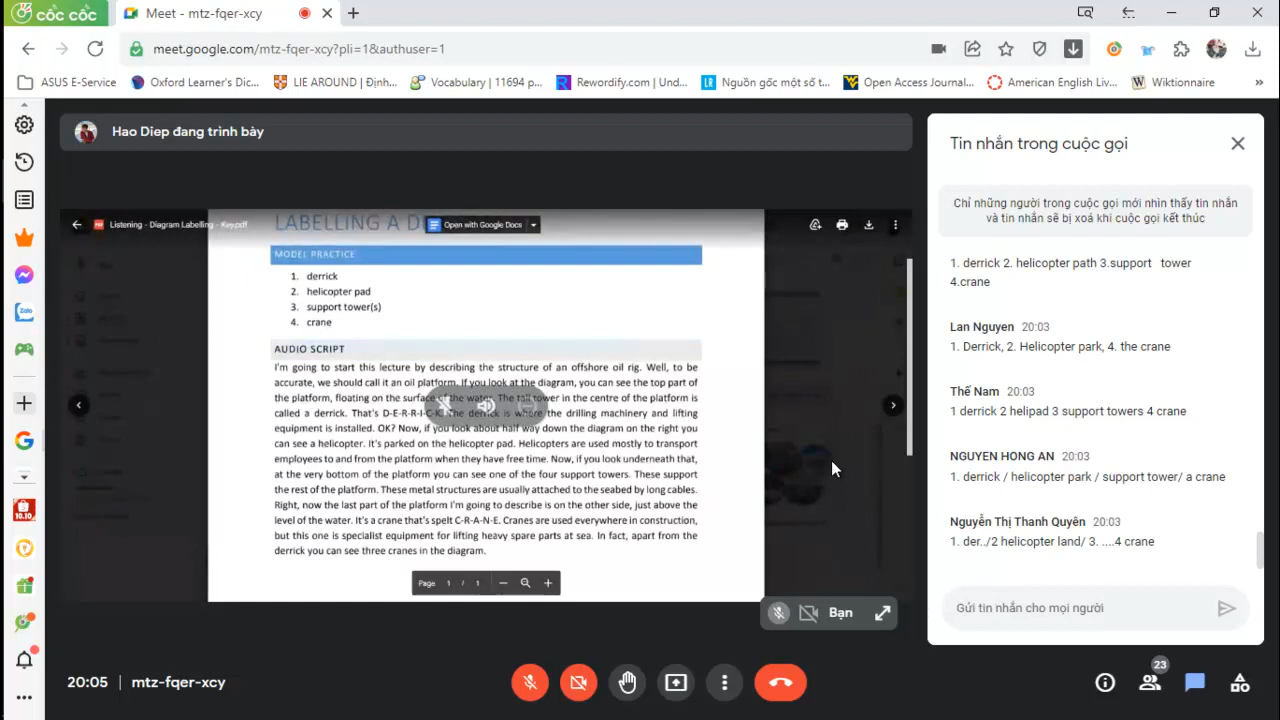 cốc cốc
Meet - mtz-fqer-xcy
meet.google.com/mtz-fqer-xcy?pli=1&authuser=1
ASUS E-Service
Oxford Learner's Dic...
LIE AROUND | Định...
Vocabulary | 11694 p...
Rewordify.com | Und...
Nguồn gốc một số t...
Open Access Journal...
American English Liv...
Wiktionnaire
»
Hao Diep đang trình bày
Listening - Diagram Labelling - Key.pdf
Open with Google Docs
LABELLING A D
MODEL PRACTICE
1. derrick
2. helicopter pad
3. support tower(s)
4. crane
AUDIO SCRIPT
I'm going to start this lecture by describing the structure of an offshore oil rig. Well, to be
accurate, we should call it an oil platform. If you look at the diagram, you can see the top part of
the platform, floating on the surface of the water. The tall tower in the centre of the platform is
called a derrick. That's D-E-R-R-I-C-K. The derrick is where the drilling machinery and lifting
equipment is installed. OK? Now, if you look about half way down the diagram on the right you
can see a helicopter. It's parked on the helicopter pad. Helicopters are used mostly to transport
employees to and from the platform when they have free time. Now, if you look underneath that,
at the very bottom of the platform you can see one of the four support towers. These support
the rest of the platform. These metal structures are usually attached to the seabed by long cables.
Right, now the last part of the platform I'm going to describe is on the other side, just above the
level of the water. It's a crane that's spelt C-R-A-N-E. Cranes are used everywhere in construction,
but this one is specialist equipment for lifting heavy spare parts at sea. In fact, apart from the
derrick you can see three cranes in the diagram.
Page 1 / 1
Bạn
Tin nhắn trong cuộc gọi
Chỉ những người trong cuộc gọi mới nhìn thấy tin nhắn
và tin nhắn sẽ bị xoá khi cuộc gọi kết thúc
1. derrick 2. helicopter path 3.support tower
4.crane
Lan Nguyen 20:03
1. Derrick, 2. Helicopter park, 4. the crane
Thế Nam 20:03
1 derrick 2 helipad 3 support towers 4 crane
NGUYEN HONG AN 20:03
1. derrick / helicopter park / support tower/ a crane
Nguyễn Thị Thanh Quyên 20:03
1. der../2 helicopter land/ 3. ....4 crane
Gửi tin nhắn cho mọi người
Zalo
10.10
20:05 | mtz-fqer-xcy
23